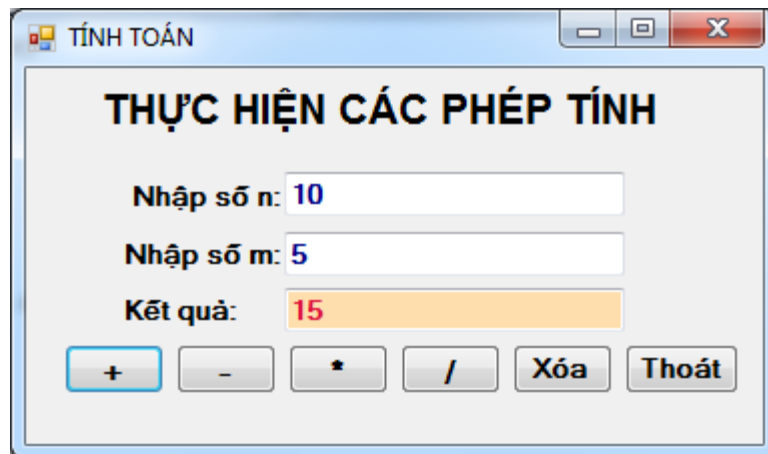 TÍNH TOÁN
THỰC HIỆN CÁC PHÉP TÍNH
Nhập số n: 10
Nhập số m: 5
Kết quả: 15
+ - * / Xóa Thoát